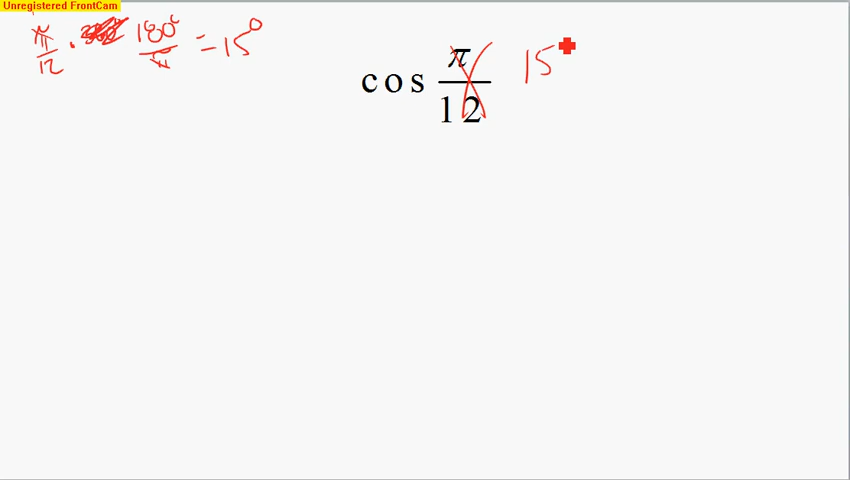 Unregistered FrontCam
π/12 · 180°/π = 15°
cos π/12 15